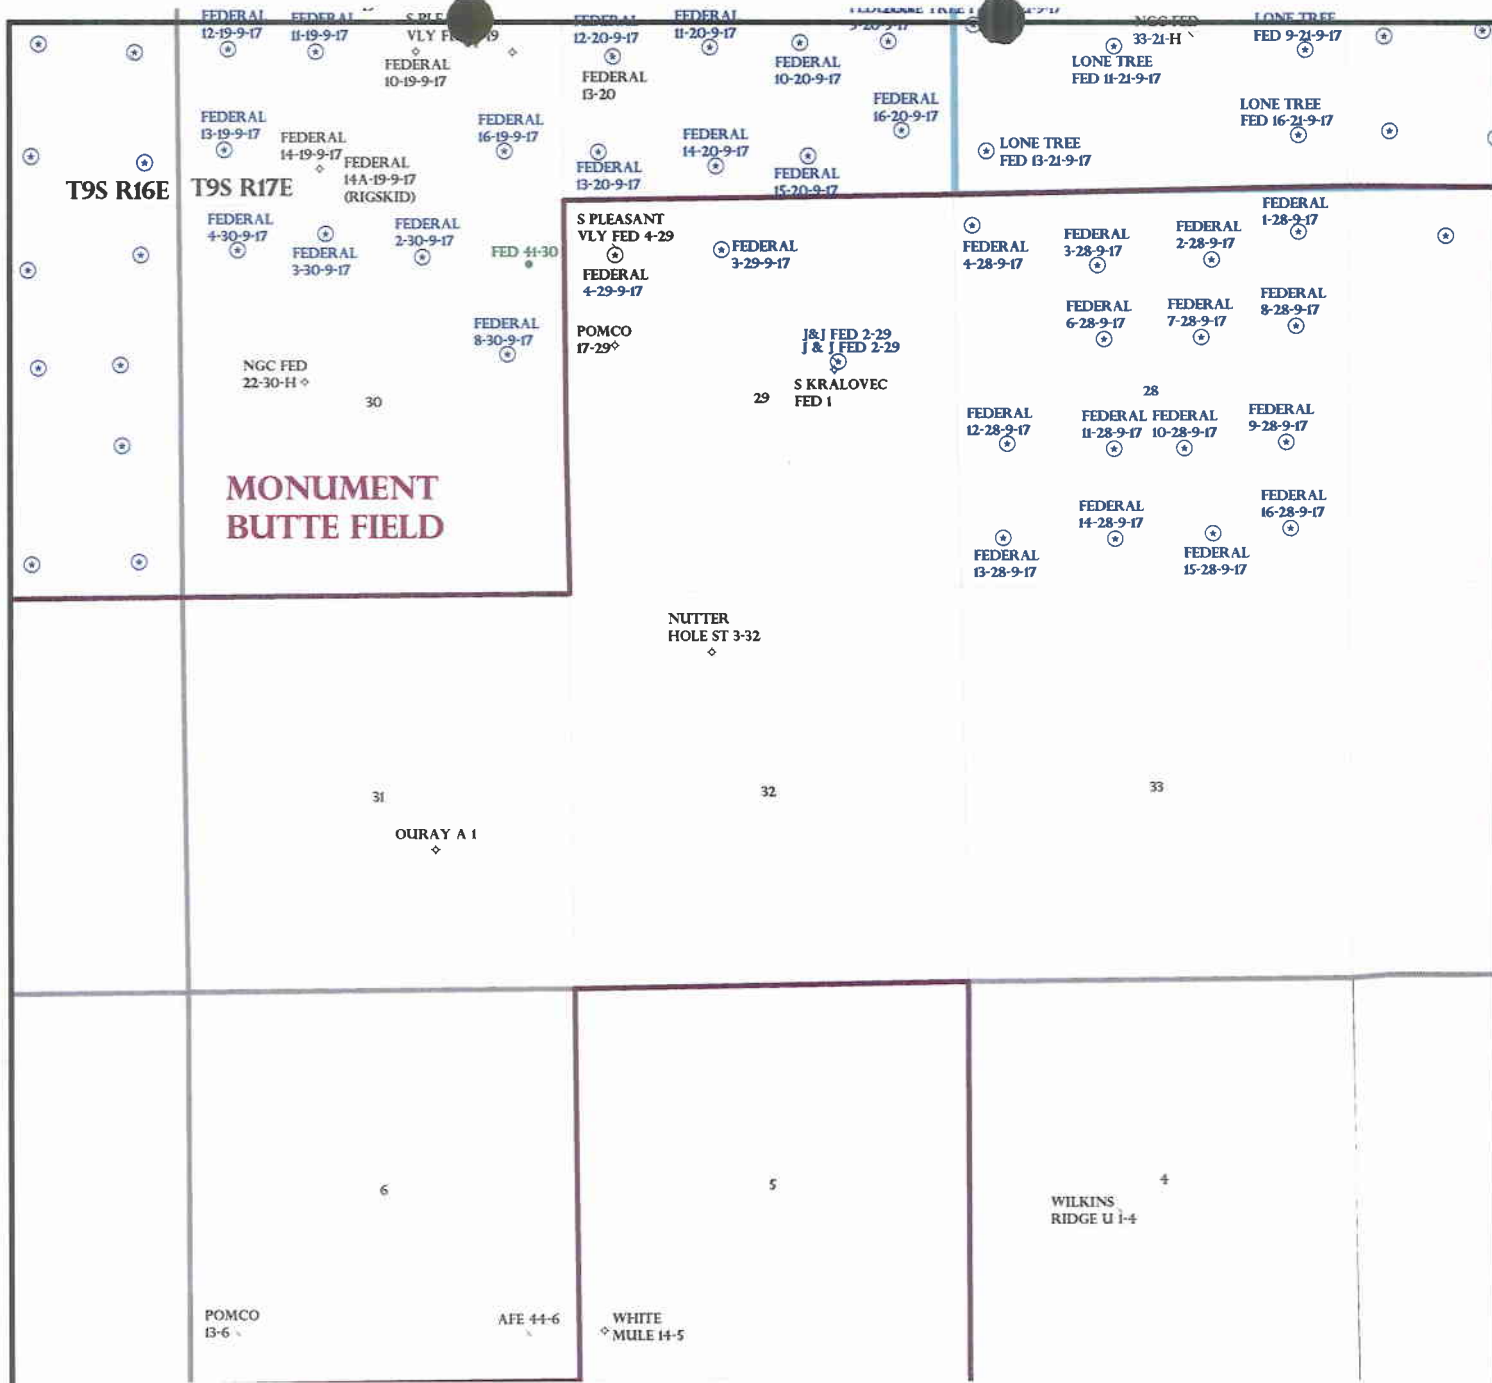 FEDERAL
12-19-9-17
FEDERAL
11-19-9-17
FEDERAL
10-19-9-17
FEDERAL
12-20-9-17
FEDERAL
13-20
FEDERAL
11-20-9-17
FEDERAL
10-20-9-17
NGC FED
33-21-H
LONE TREE
FED 11-21-9-17
LONE TREE
FED 9-21-9-17
FEDERAL
13-19-9-17
FEDERAL
14-19-9-17
FEDERAL
14A-19-9-17
(RIGSKID)
FEDERAL
16-19-9-17
FEDERAL
13-20-9-17
FEDERAL
14-20-9-17
FEDERAL
15-20-9-17
FEDERAL
16-20-9-17
LONE TREE
FED 13-21-9-17
LONE TREE
FED 16-21-9-17
T9S R16E
T9S R17E
FEDERAL
4-30-9-17
FEDERAL
3-30-9-17
FEDERAL
2-30-9-17
FED 41-30
S PLEASANT
VLY FED 4-29
FEDERAL
4-29-9-17
FEDERAL
3-29-9-17
FEDERAL
4-28-9-17
FEDERAL
3-28-9-17
FEDERAL
2-28-9-17
FEDERAL
1-28-9-17
FEDERAL
8-30-9-17
POMCO
17-29
J&J FED 2-29
J & J FED 2-29
S KRALOVEC
FED 1
FEDERAL
6-28-9-17
FEDERAL
7-28-9-17
FEDERAL
8-28-9-17
NGC FED
22-30-H
30
29
28
FEDERAL
12-28-9-17
FEDERAL
11-28-9-17
FEDERAL
10-28-9-17
FEDERAL
9-28-9-17
MONUMENT
BUTTE FIELD
FEDERAL
13-28-9-17
FEDERAL
14-28-9-17
FEDERAL
15-28-9-17
FEDERAL
16-28-9-17
NUTTER
HOLE ST 3-32
31
32
33
OURAY A 1
6
5
4
WILKINS
RIDGE U 1-4
POMCO
13-6
AFE 44-6
WHITE
MULE 14-5